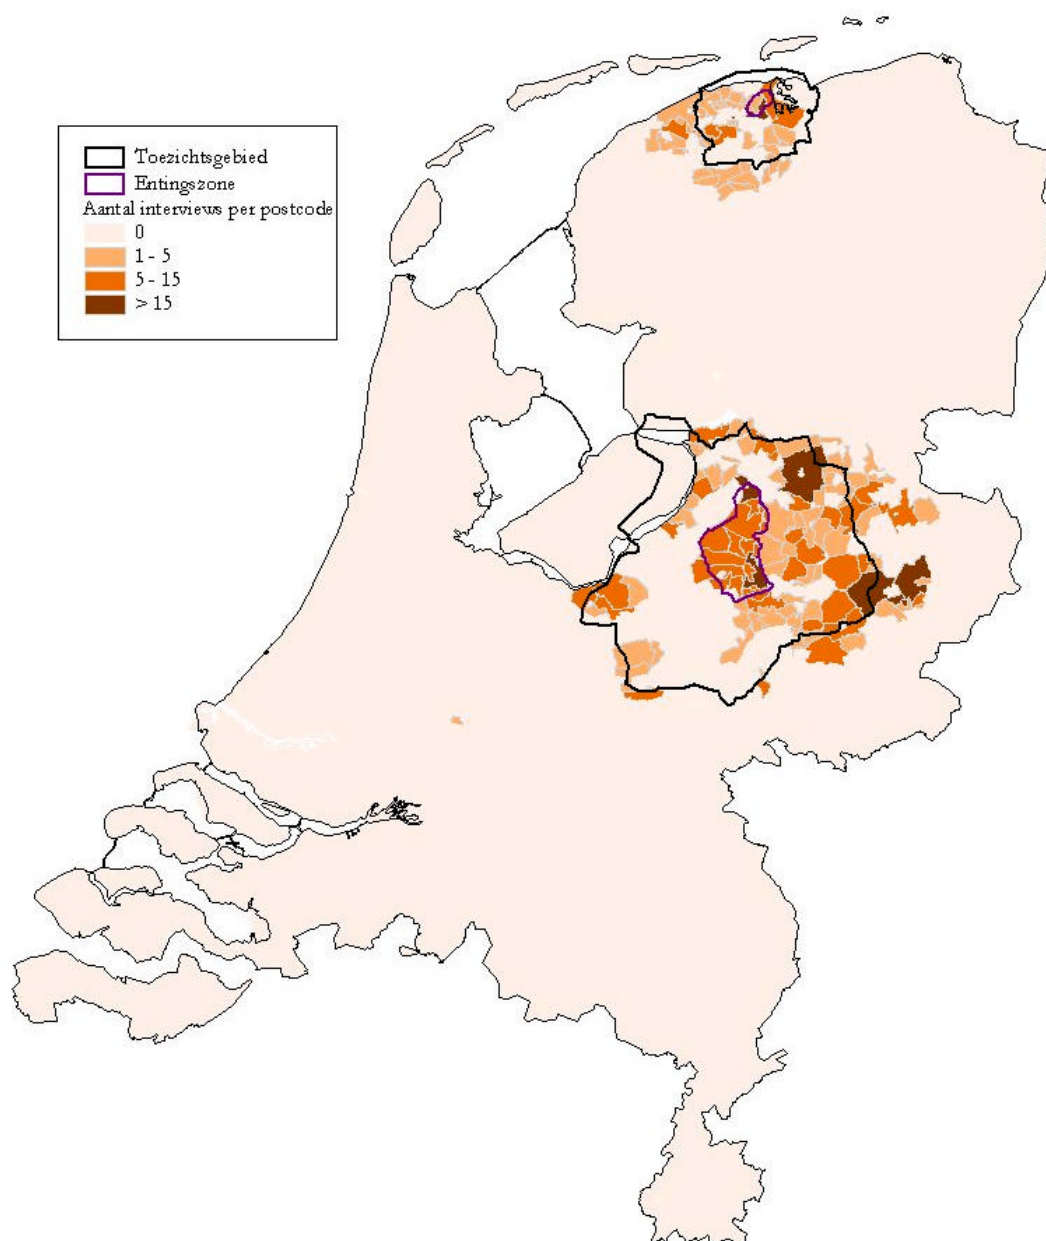 Toezichtsgebied
Entingszone
Aantal interviews per postcode
0
1 - 5
5 - 15
> 15